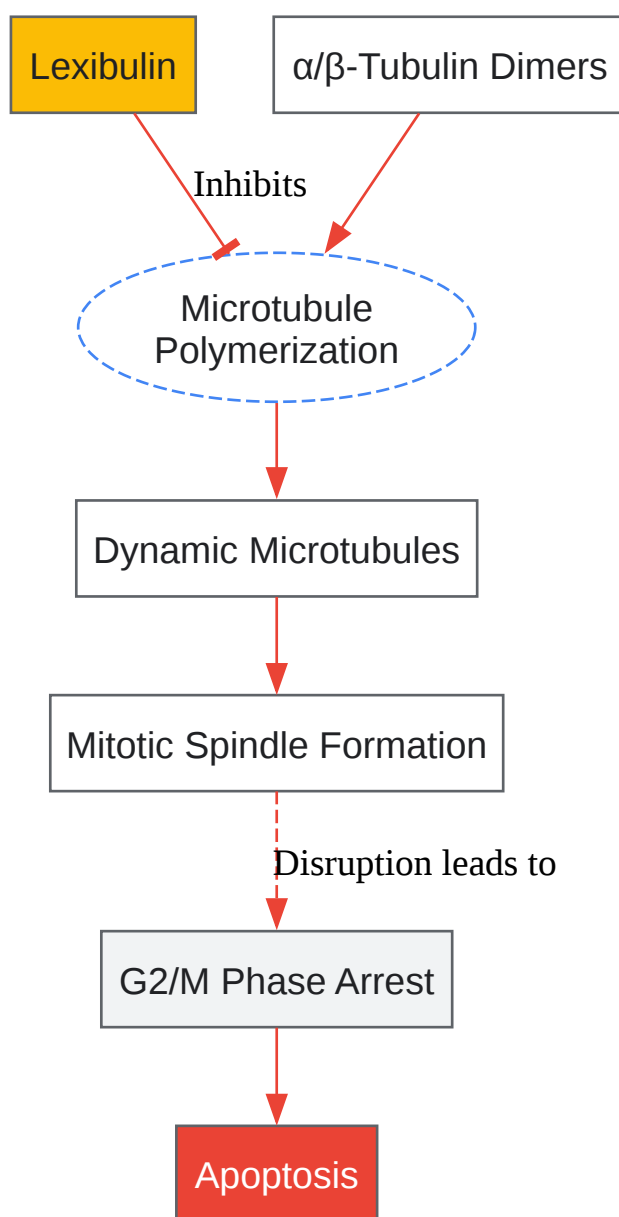 Lexibulin
α/β-Tubulin Dimers
Inhibits
Microtubule
Polymerization
Dynamic Microtubules
Mitotic Spindle Formation
Disruption leads to
G2/M Phase Arrest
Apoptosis